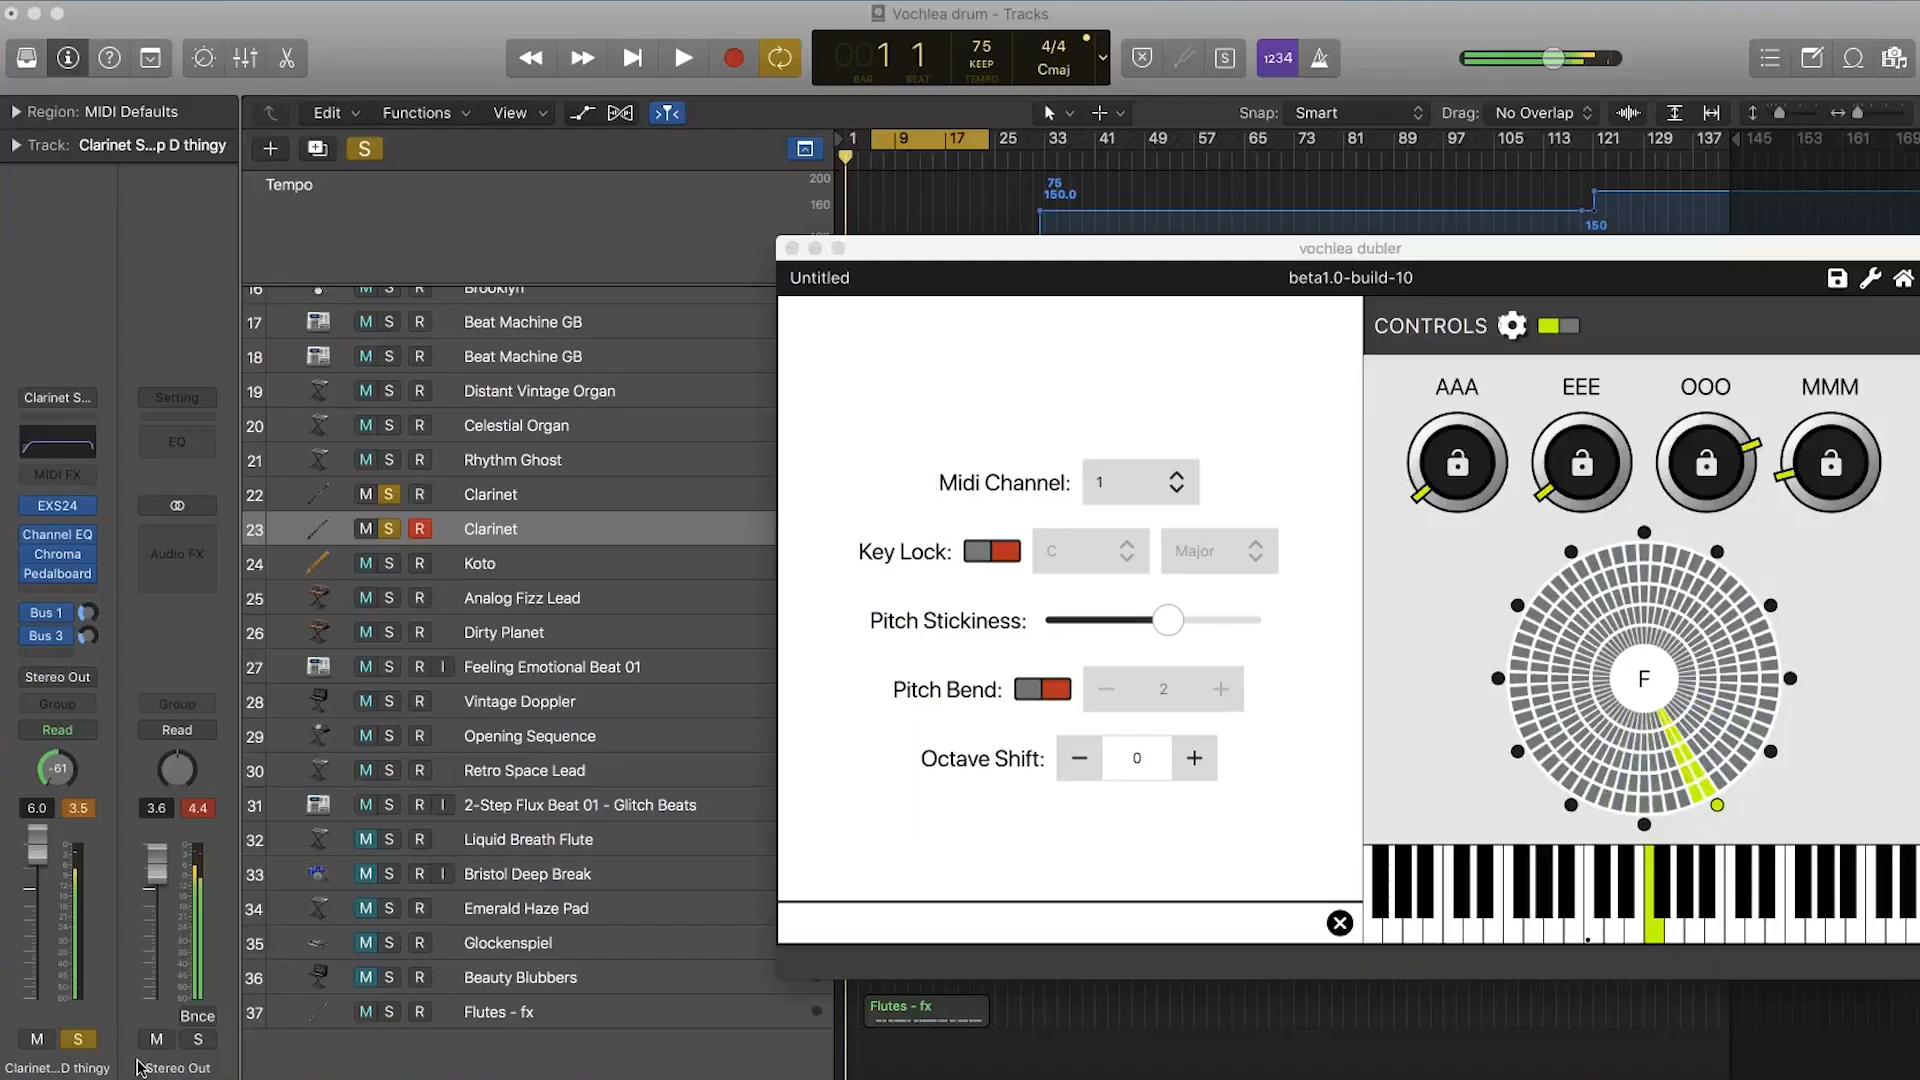 Vochlea drum - Tracks
001 1
BAR BEAT
75
KEEP
TEMPO
4/4
Cmaj
S
1234
Region: MIDI Defaults
Track: Clarinet S...p D thingy
Edit Functions View
Snap: Smart
Drag: No Overlap
S
1 9 17 25 33 41 49 57 65 73 81 89 97 105 113 121 129 137 145 153 161 169
Tempo
200
160
75
150.0
150
16 M S R Brooklyn
17 M S R Beat Machine GB
18 M S R Beat Machine GB
19 M S R Distant Vintage Organ
20 M S R Celestial Organ
21 M S R Rhythm Ghost
22 M S R Clarinet
23 M S R Clarinet
24 M S R Koto
25 M S R Analog Fizz Lead
26 M S R Dirty Planet
27 M S R I Feeling Emotional Beat 01
28 M S R Vintage Doppler
29 M S R Opening Sequence
30 M S R Retro Space Lead
31 M S R I 2-Step Flux Beat 01 - Glitch Beats
32 M S R Liquid Breath Flute
33 M S R I Bristol Deep Break
34 M S R Emerald Haze Pad
35 M S R Glockenspiel
36 M S R Beauty Blubbers
37 M S R Flutes - fx
Flutes - fx
Clarinet S...
MIDI FX
EXS24
Channel EQ
Chroma
Pedalboard
Bus 1
Bus 3
Stereo Out
Group
Read
-61
6.0 3.5
M S
Clarinet...D thingy
Setting
EQ
Audio FX
Group
Read
3.6 4.4
Bnce
M S
Stereo Out
vochlea dubler
Untitled
beta1.0-build-10
Midi Channel: 1
Key Lock: C Major
Pitch Stickiness:
Pitch Bend: − 2 +
Octave Shift: − 0 +
CONTROLS
AAA EEE OOO MMM
F